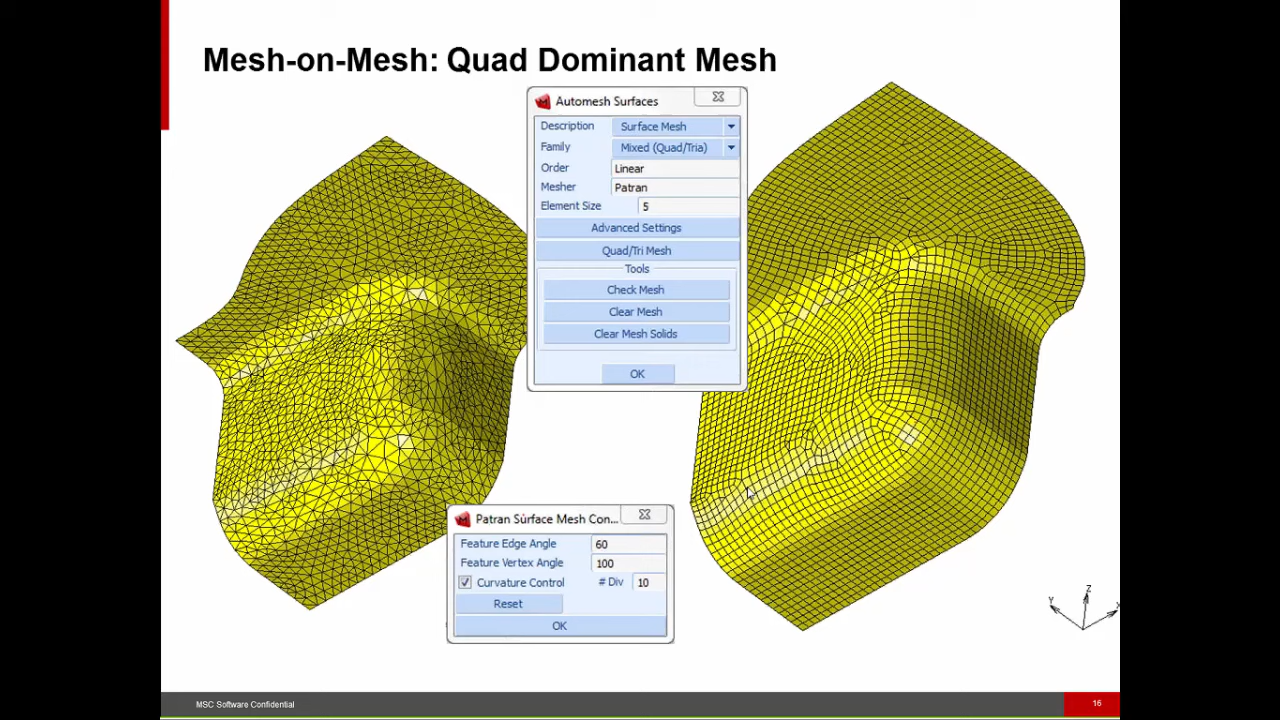 Mesh-on-Mesh: Quad Dominant Mesh
Automesh Surfaces
Description Surface Mesh
Family Mixed (Quad/Tria)
Order Linear
Mesher Patran
Element Size 5
Advanced Settings
Quad/Tri Mesh
Tools
Check Mesh
Clear Mesh
Clear Mesh Solids
OK
Patran Surface Mesh Con...
Feature Edge Angle 60
Feature Vertex Angle 100
Curvature Control # Div 10
Reset
OK
Z
Y X
MSC Software Confidential 16